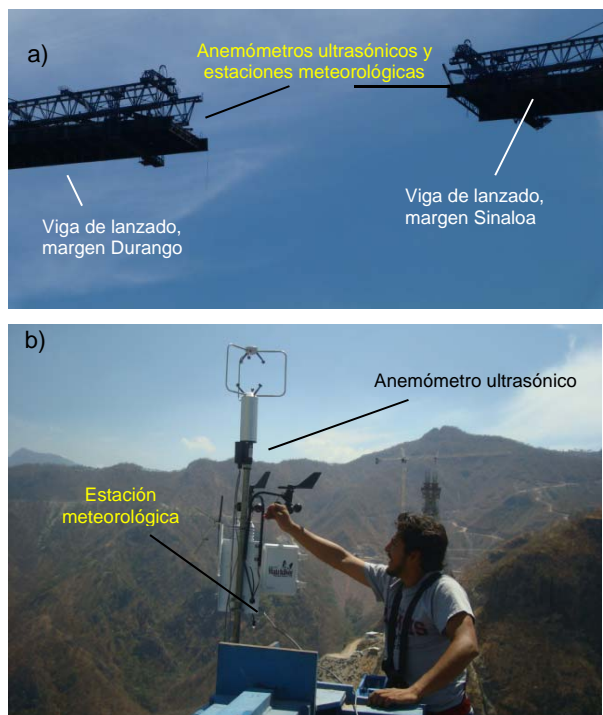 a)
Anemómetros ultrasónicos y
estaciones meteorológicas
Viga de lanzado,
margen Durango
Viga de lanzado,
margen Sinaloa
b)
Anemómetro ultrasónico
Estación
meteorológica